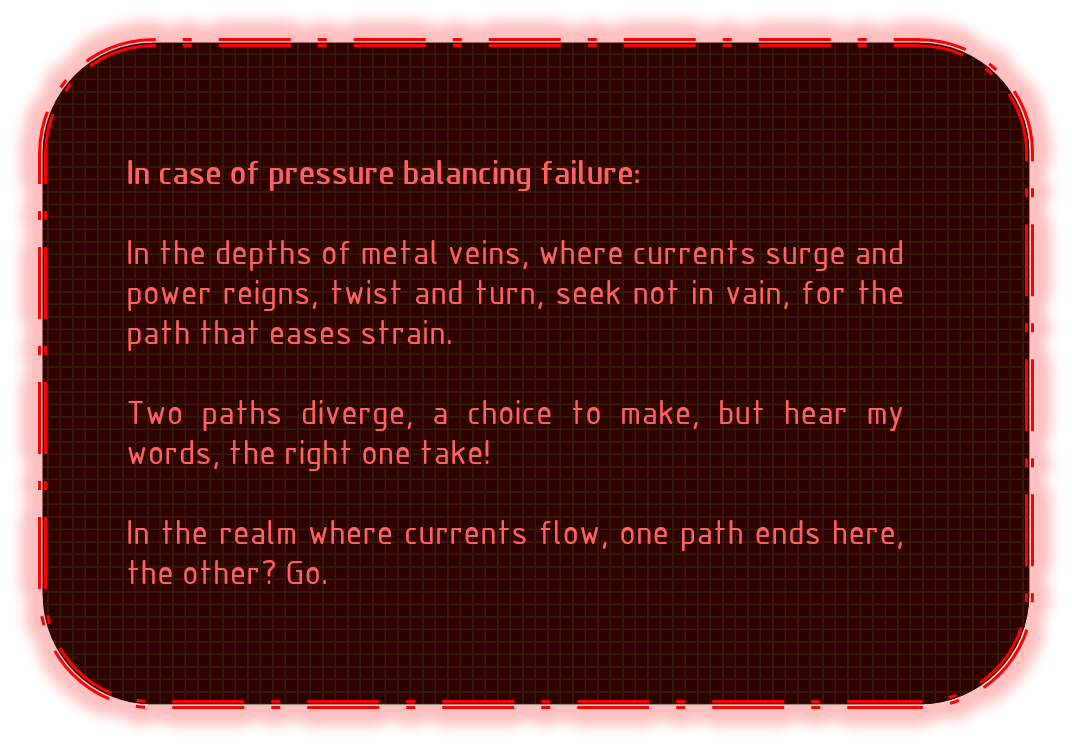 In case of pressure balancing failure:
In the depths of metal veins, where currents surge and
power reigns, twist and turn, seek not in vain, for the
path that eases strain.
Two paths diverge, a choice to make, but hear my
words, the right one take!
In the realm where currents flow, one path ends here,
the other? Go.